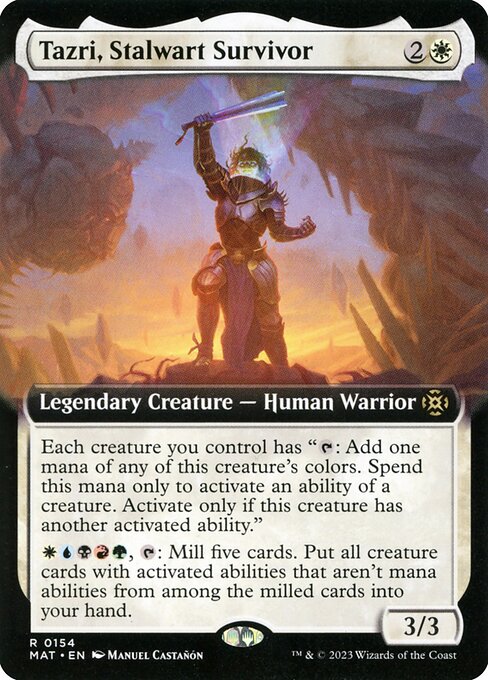 Tazri, Stalwart Survivor 2
Legendary Creature — Human Warrior
Each creature you control has “: Add one
mana of any of this creature’s colors. Spend
this mana only to activate an ability of a
creature. Activate only if this creature has
another activated ability.”
, : Mill five cards. Put all creature
cards with activated abilities that aren’t mana
abilities from among the milled cards into
your hand.
3/3
R 0154
MAT • EN Manuel Castañón
™ & © 2023 Wizards of the Coast